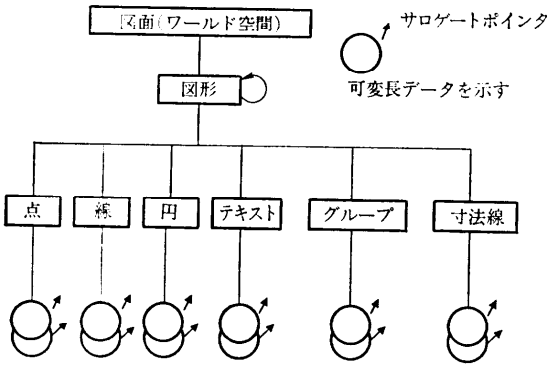 図面(ワールド空間)
サロゲートポインタ
可変長データを示す
図形
点
線
円
テキスト
グループ
寸法線